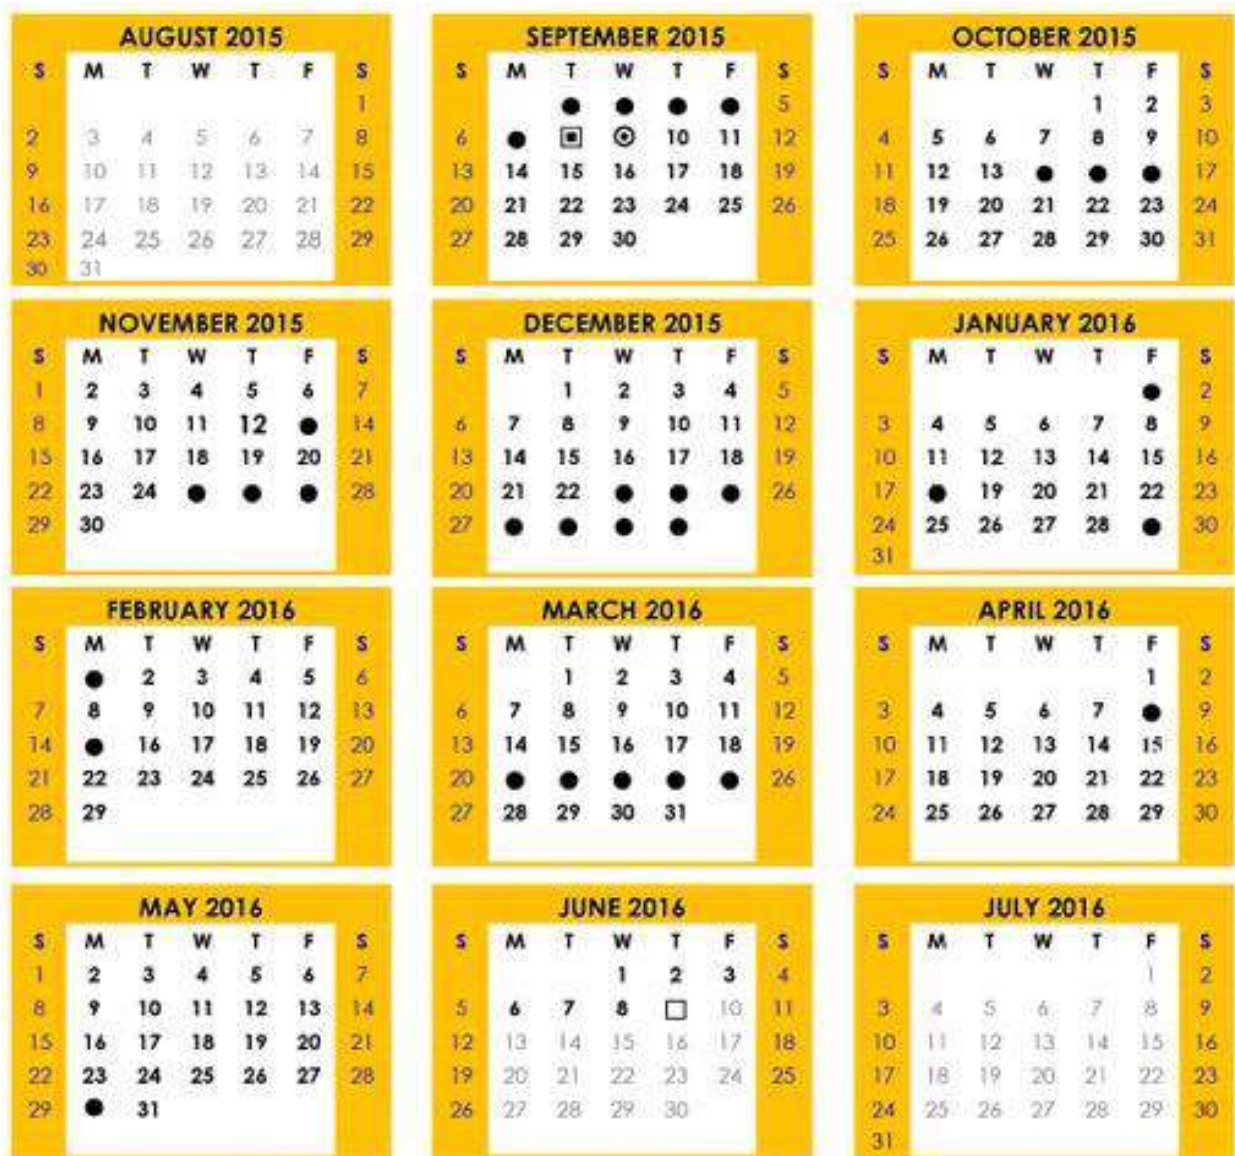 AUGUST 2015
S M T W T F S
1
2 3 4 5 6 7 8
9 10 11 12 13 14 15
16 17 18 19 20 21 22
23 24 25 26 27 28 29
30 31
SEPTEMBER 2015
S M T W T F S
● ● ● ● 5
6 ● ▣ ⊙ 10 11 12
13 14 15 16 17 18 19
20 21 22 23 24 25 26
27 28 29 30
OCTOBER 2015
S M T W T F S
1 2 3
4 5 6 7 8 9 10
11 12 13 ● ● ● 17
18 19 20 21 22 23 24
25 26 27 28 29 30 31
NOVEMBER 2015
S M T W T F S
1 2 3 4 5 6 7
8 9 10 11 12 ● 14
15 16 17 18 19 20 21
22 23 24 ● ● ● 28
29 30
DECEMBER 2015
S M T W T F S
1 2 3 4 5
6 7 8 9 10 11 12
13 14 15 16 17 18 19
20 21 22 ● ● ● 26
27 ● ● ● ●
JANUARY 2016
S M T W T F S
● 2
3 4 5 6 7 8 9
10 11 12 13 14 15 16
17 ● 19 20 21 22 23
24 25 26 27 28 ● 30
31
FEBRUARY 2016
S M T W T F S
● 2 3 4 5 6
7 8 9 10 11 12 13
14 ● 16 17 18 19 20
21 22 23 24 25 26 27
28 29
MARCH 2016
S M T W T F S
1 2 3 4 5
6 7 8 9 10 11 12
13 14 15 16 17 18 19
20 ● ● ● ● ● 26
27 28 29 30 31
APRIL 2016
S M T W T F S
1 2
3 4 5 6 7 ● 9
10 11 12 13 14 15 16
17 18 19 20 21 22 23
24 25 26 27 28 29 30
MAY 2016
S M T W T F S
1 2 3 4 5 6 7
8 9 10 11 12 13 14
15 16 17 18 19 20 21
22 23 24 25 26 27 28
29 ● 31
JUNE 2016
S M T W T F S
1 2 3 4
5 6 7 8 □ 10 11
12 13 14 15 16 17 18
19 20 21 22 23 24 25
26 27 28 29 30
JULY 2016
S M T W T F S
1 2
3 4 5 6 7 8 9
10 11 12 13 14 15 16
17 18 19 20 21 22 23
24 25 26 27 28 29 30
31